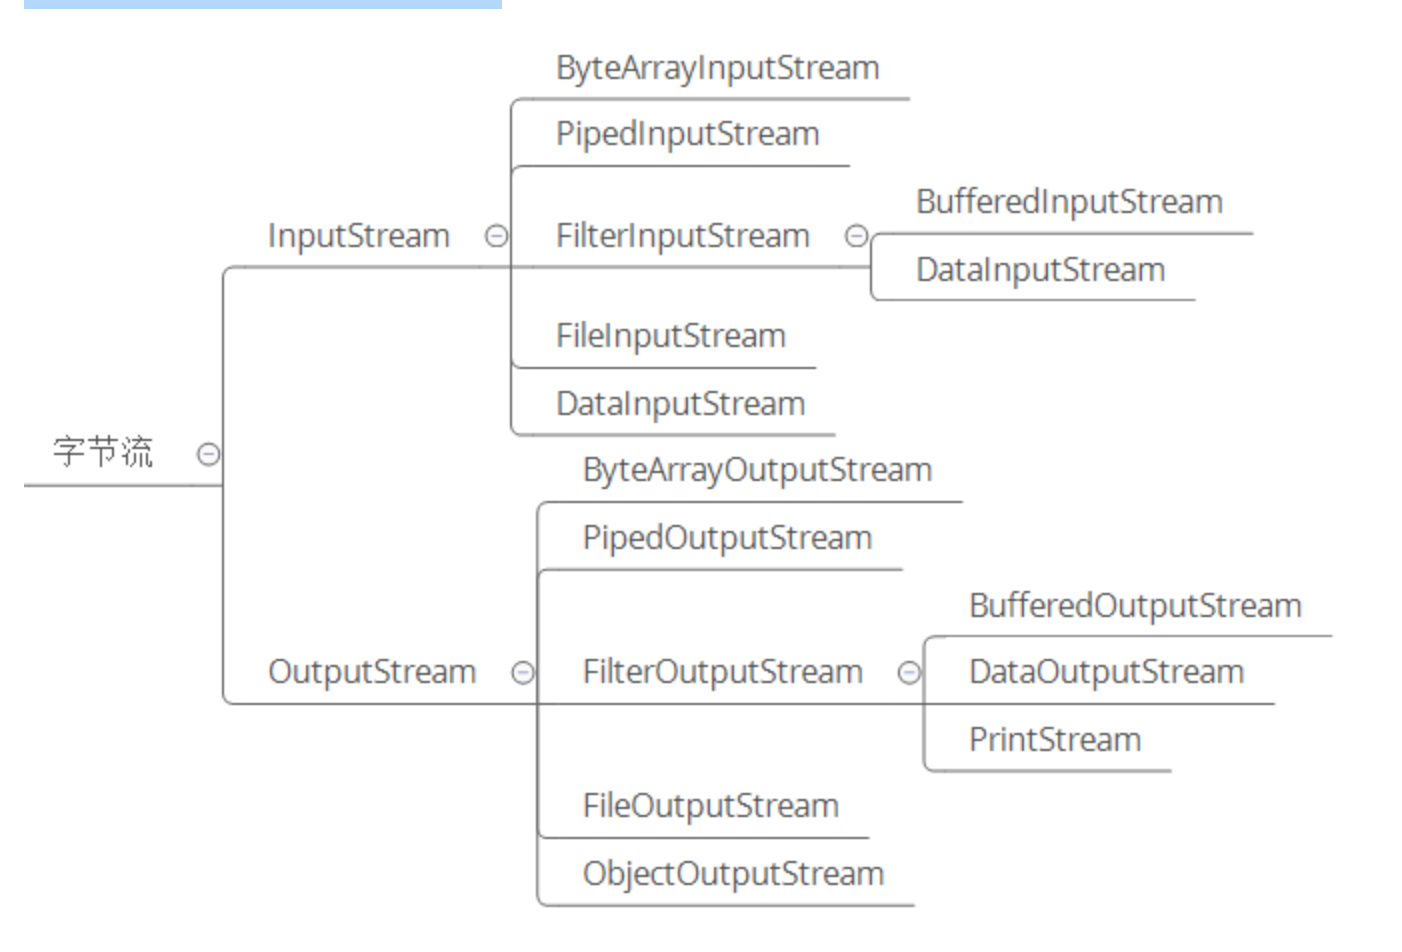 ByteArrayInputStream
PipedInputStream
BufferedInputStream
InputStream
FilterInputStream
DataInputStream
FileInputStream
DataInputStream
字节流
ByteArrayOutputStream
PipedOutputStream
BufferedOutputStream
OutputStream
FilterOutputStream
DataOutputStream
PrintStream
FileOutputStream
ObjectOutputStream